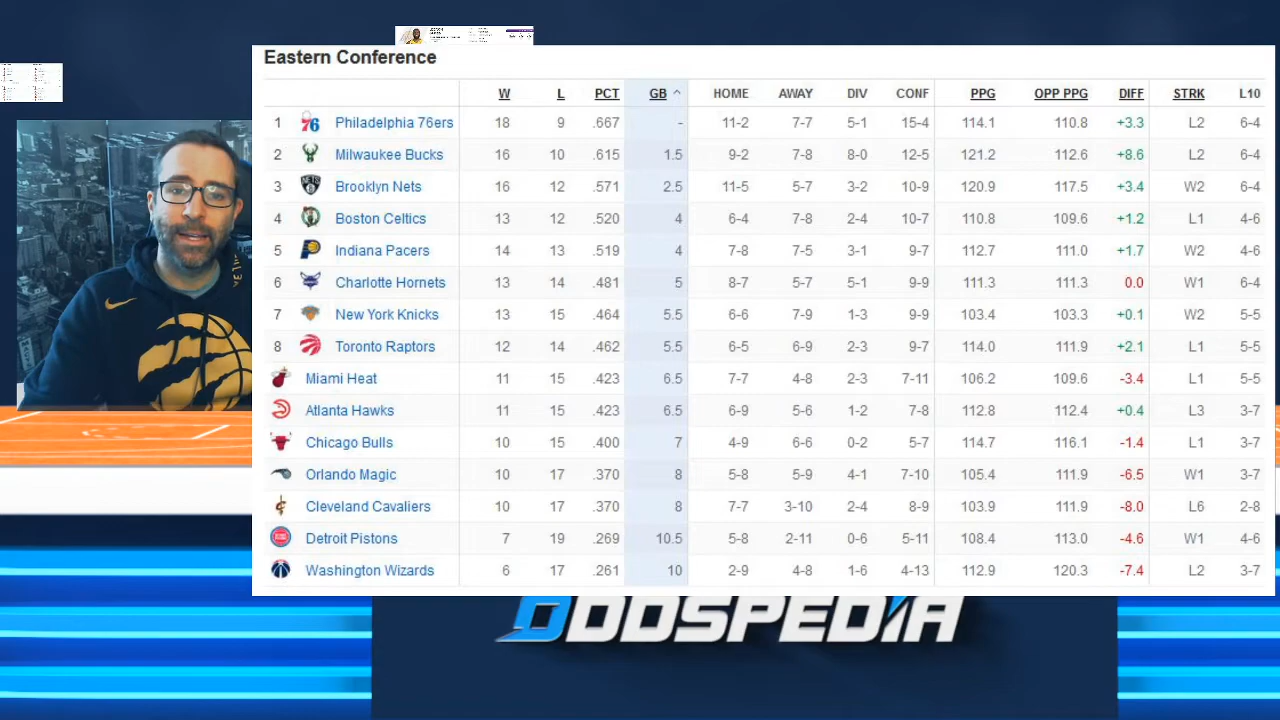 Eastern Conference
W L PCT GB HOME AWAY DIV CONF PPG OPP PPG DIFF STRK L10
1 Philadelphia 76ers 18 9 .667 - 11-2 7-7 5-1 15-4 114.1 110.8 +3.3 L2 6-4
2 Milwaukee Bucks 16 10 .615 1.5 9-2 7-8 8-0 12-5 121.2 112.6 +8.6 L2 6-4
3 Brooklyn Nets 16 12 .571 2.5 11-5 5-7 3-2 10-9 120.9 117.5 +3.4 W2 6-4
4 Boston Celtics 13 12 .520 4 6-4 7-8 2-4 10-7 110.8 109.6 +1.2 L1 4-6
5 Indiana Pacers 14 13 .519 4 7-8 7-5 3-1 9-7 112.7 111.0 +1.7 W2 4-6
6 Charlotte Hornets 13 14 .481 5 8-7 5-7 5-1 9-9 111.3 111.3 0.0 W1 6-4
7 New York Knicks 13 15 .464 5.5 6-6 7-9 1-3 9-9 103.4 103.3 +0.1 W2 5-5
8 Toronto Raptors 12 14 .462 5.5 6-5 6-9 2-3 9-7 114.0 111.9 +2.1 L1 5-5
Miami Heat 11 15 .423 6.5 7-7 4-8 2-3 7-11 106.2 109.6 -3.4 L1 5-5
Atlanta Hawks 11 15 .423 6.5 6-9 5-6 1-2 7-8 112.8 112.4 +0.4 L3 3-7
Chicago Bulls 10 15 .400 7 4-9 6-6 0-2 5-7 114.7 116.1 -1.4 L1 3-7
Orlando Magic 10 17 .370 8 5-8 5-9 4-1 7-10 105.4 111.9 -6.5 W1 3-7
Cleveland Cavaliers 10 17 .370 8 7-7 3-10 2-4 8-9 103.9 111.9 -8.0 L6 2-8
Detroit Pistons 7 19 .269 10.5 5-8 2-11 0-6 5-11 108.4 113.0 -4.6 W1 4-6
Washington Wizards 6 17 .261 10 2-9 4-8 1-6 4-13 112.9 120.3 -7.4 L2 3-7
ODDSPEDIA